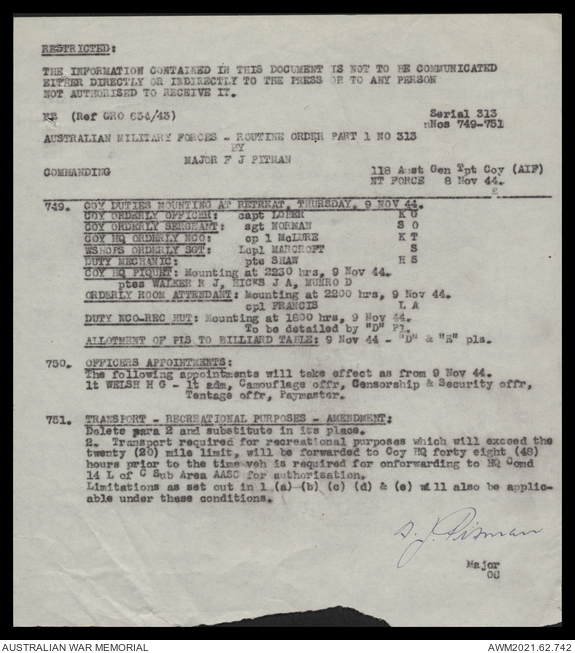 RESTRICTED:
THE INFORMATION CONTAINED IN THIS DOCUMENT IS NOT TO BE COMMUNICATED
EITHER DIRECTLY OR INDIRECTLY TO THE PRESS OR TO ANY PERSON
NOT AUTHORISED TO RECEIVE IT.
(Ref GRO 634/43) Serial 313
nHos 749-751
AUSTRALIAN MILITARY FORCES - ROUTINE ORDER PART 1 NO 313
BY
MAJOR F J PITMAN
COMMANDING 118 Aust Gen Tpt Coy (AIF)
NT FORCE 8 Nov 44.
749. COY DUTIES MOUNTING AT RETREAT, THURSDAY, 9 NOV 44.
COY ORDERLY OFFICER: capt LOBER K G
COY ORDERLY SERGEANT: sgt NORMAN S O
COY HQ ORDERLY NCO: cpl McLURE K T
WSHOPS ORDERLY SGT: Lcpl MARCROFT S
DUTY MECHANIC: pte SHAW H S
COY HQ PIQUET: Mounting at 2230 hrs, 9 Nov 44.
ptes WALKER R J, HICKS J A, MUNRO D
ORDERLY ROOM ATTENDANT: Mounting at 2200 hrs, 9 Nov 44.
cpl FRANCIS L A
DUTY NCO-REC HUT: Mounting at 1800 hrs, 9 Nov 44.
To be detailed by "D" Pl.
ALLOTMENT OF PLS TO BILLIARD TABLE: 9 Nov 44 - "D" & "E" pls.
750. OFFICERS APPOINTMENTS:
The following appointments will take effect as from 9 Nov 44.
lt WELSH H G - lt adm, Camouflage offr, Censorship & Security offr,
Tentage offr, Paymaster.
751. TRANSPORT - RECREATIONAL PURPOSES - AMENDMENT:
Delete para 2 and substitute in its place.
2. Transport required for recreational purposes which will exceed the
twenty (20) mile limit, will be forwarded to Coy HQ forty eight (48)
hours prior to the time veh is required for onforwarding to HQ Comd
14 L of C Sub Area AASC for authorisation.
Limitations as set out in 1 (a) (b) (c) (d) & (e) will also be applic-
able under these conditions.
J. Pitman
Major
OC
AUSTRALIAN WAR MEMORIAL AWM2021.62.742